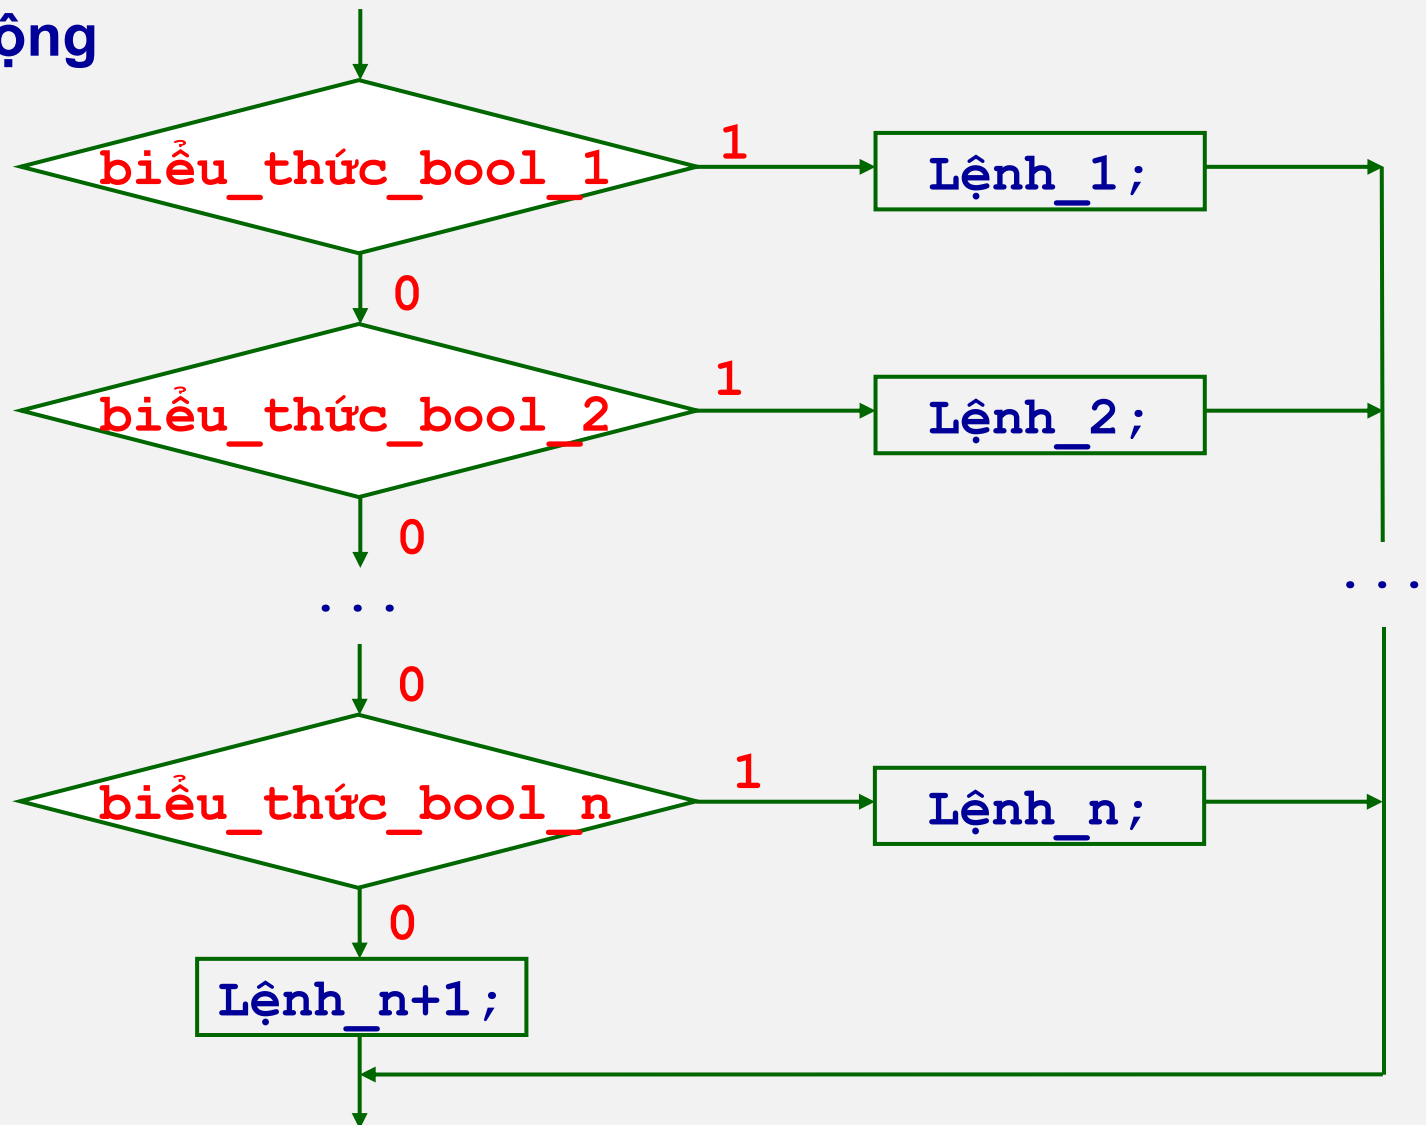 ộng
biểu_thức_bool_1
1
Lệnh_1;
0
biểu_thức_bool_2
1
Lệnh_2;
0
...
...
0
biểu_thức_bool_n
1
Lệnh_n;
0
Lệnh_n+1;